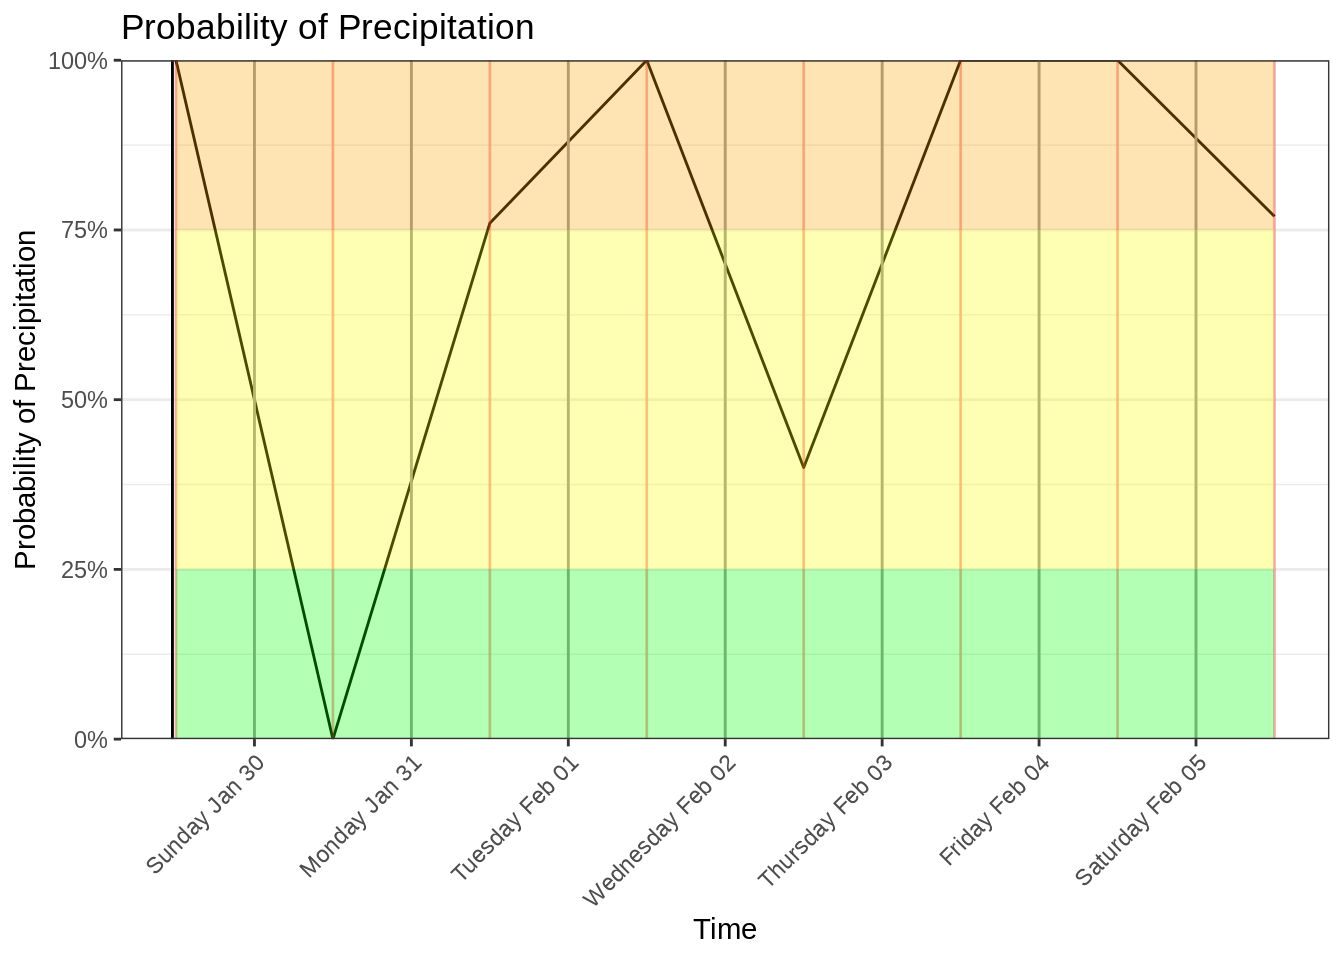 Probability of Precipitation
Probability of Precipitation
100%
75%
50%
25%
0%
Sunday Jan 30
Monday Jan 31
Tuesday Feb 01
Wednesday Feb 02
Thursday Feb 03
Friday Feb 04
Saturday Feb 05
Time